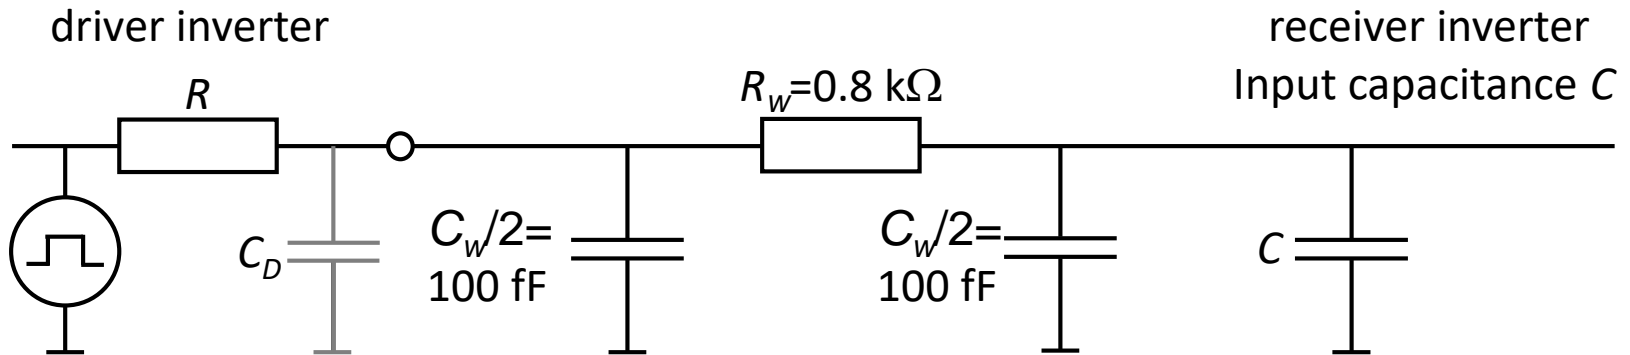 driver inverter
receiver inverter
Input capacitance C
R
R_w=0.8 kΩ
C_D
C_w/2=
100 fF
C_w/2=
100 fF
C